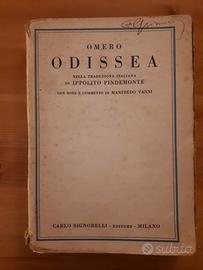 OMERO
ODISSEA
NELLA TRADUZIONE ITALIANA
DI IPPOLITO PINDEMONTE
CON NOTE E COMMENTO DI MANFREDO VANNI
CARLO SIGNORELLI - EDITORE - MILANO
subito